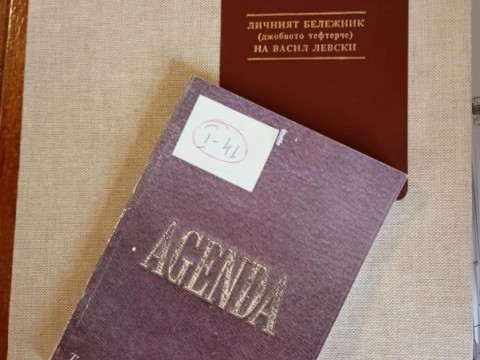 ЛИЧНИЯТ БЕЛЕЖНИК
(джобното тефтерче)
НА ВАСИЛ ЛЕВСКИ
I-41
AGENDA
T